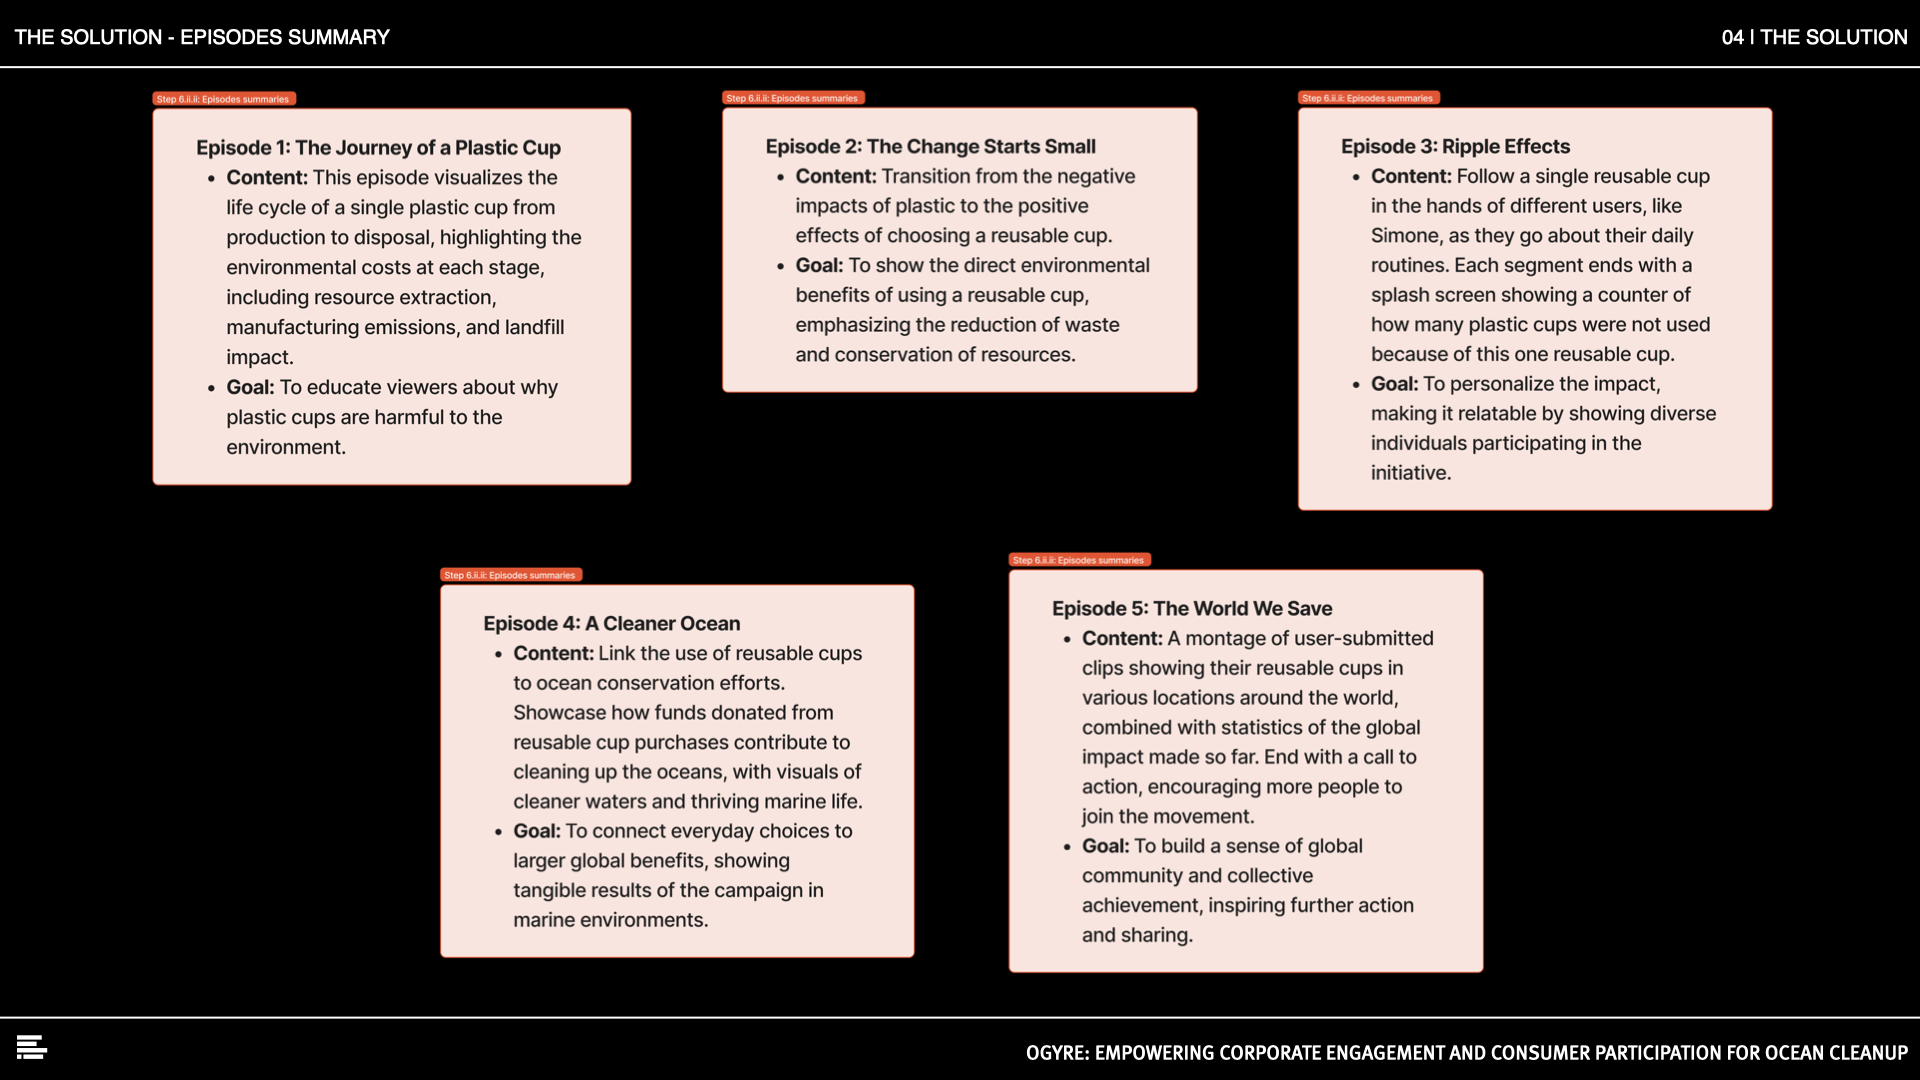 THE SOLUTION - EPISODES SUMMARY
04 | THE SOLUTION
Step 6.ii.ii: Episodes summaries
Episode 1: The Journey of a Plastic Cup
• Content: This episode visualizes the
life cycle of a single plastic cup from
production to disposal, highlighting the
environmental costs at each stage,
including resource extraction,
manufacturing emissions, and landfill
impact.
• Goal: To educate viewers about why
plastic cups are harmful to the
environment.
Step 6.ii.ii: Episodes summaries
Episode 2: The Change Starts Small
• Content: Transition from the negative
impacts of plastic to the positive
effects of choosing a reusable cup.
• Goal: To show the direct environmental
benefits of using a reusable cup,
emphasizing the reduction of waste
and conservation of resources.
Step 6.ii.ii: Episodes summaries
Episode 3: Ripple Effects
• Content: Follow a single reusable cup
in the hands of different users, like
Simone, as they go about their daily
routines. Each segment ends with a
splash screen showing a counter of
how many plastic cups were not used
because of this one reusable cup.
• Goal: To personalize the impact,
making it relatable by showing diverse
individuals participating in the
initiative.
Step 6.ii.ii: Episodes summaries
Episode 4: A Cleaner Ocean
• Content: Link the use of reusable cups
to ocean conservation efforts.
Showcase how funds donated from
reusable cup purchases contribute to
cleaning up the oceans, with visuals of
cleaner waters and thriving marine life.
• Goal: To connect everyday choices to
larger global benefits, showing
tangible results of the campaign in
marine environments.
Step 6.ii.ii: Episodes summaries
Episode 5: The World We Save
• Content: A montage of user-submitted
clips showing their reusable cups in
various locations around the world,
combined with statistics of the global
impact made so far. End with a call to
action, encouraging more people to
join the movement.
• Goal: To build a sense of global
community and collective
achievement, inspiring further action
and sharing.
OGYRE: EMPOWERING CORPORATE ENGAGEMENT AND CONSUMER PARTICIPATION FOR OCEAN CLEANUP